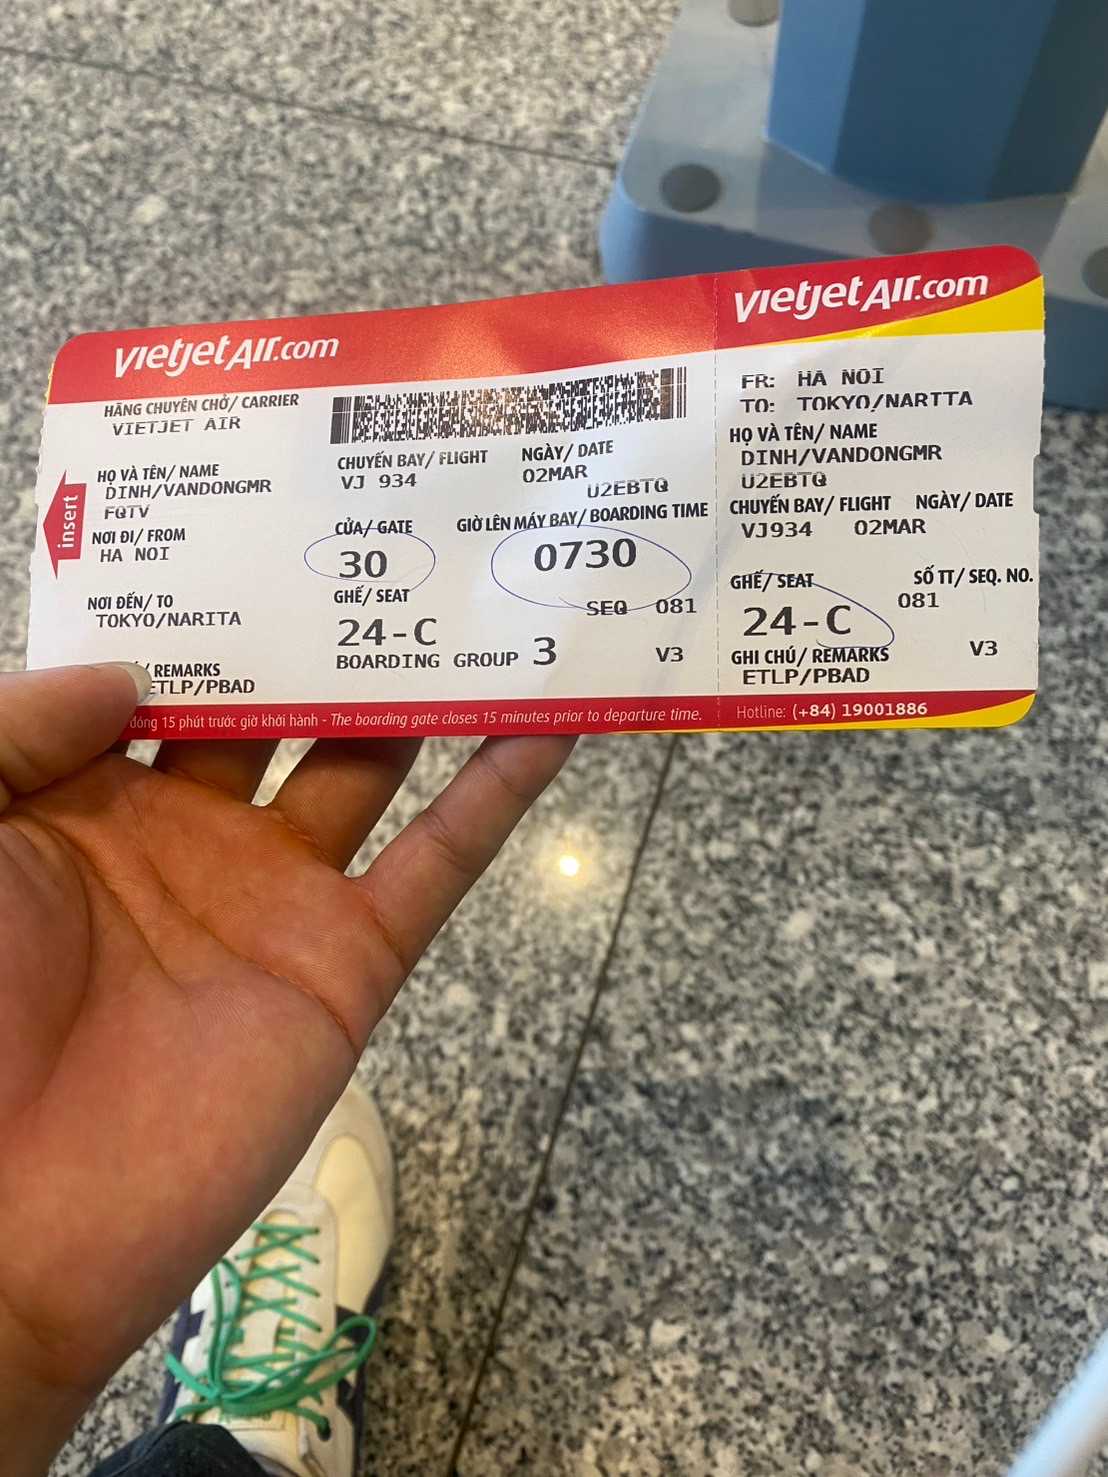 vietjetAir.com
HÃNG CHUYÊN CHỞ/ CARRIER
VIETJET AIR
HỌ VÀ TÊN/ NAME
DINH/VANDONGMR
FQTV
NƠI ĐI/ FROM
HA NOI
NƠI ĐẾN/ TO
TOKYO/NARITA
/ REMARKS
ETLP/PBAD
insert
CHUYẾN BAY/ FLIGHT
VJ 934
NGÀY/ DATE
02MAR
U2EBTQ
CỬA/ GATE
30
GIỜ LÊN MÁY BAY/ BOARDING TIME
0730
GHẾ/ SEAT
24-C
SEQ 081
BOARDING GROUP 3
V3
đóng 15 phút trước giờ khởi hành - The boarding gate closes 15 minutes prior to departure time.
vietjetAir.com
FR: HA NOI
TO: TOKYO/NARITA
HỌ VÀ TÊN/ NAME
DINH/VANDONGMR
U2EBTQ
CHUYẾN BAY/ FLIGHT NGÀY/ DATE
VJ934 02MAR
GHẾ/ SEAT
24-C
SỐ TT/ SEQ. NO.
081
GHI CHÚ/ REMARKS
V3
ETLP/PBAD
Hotline: (+84) 19001886